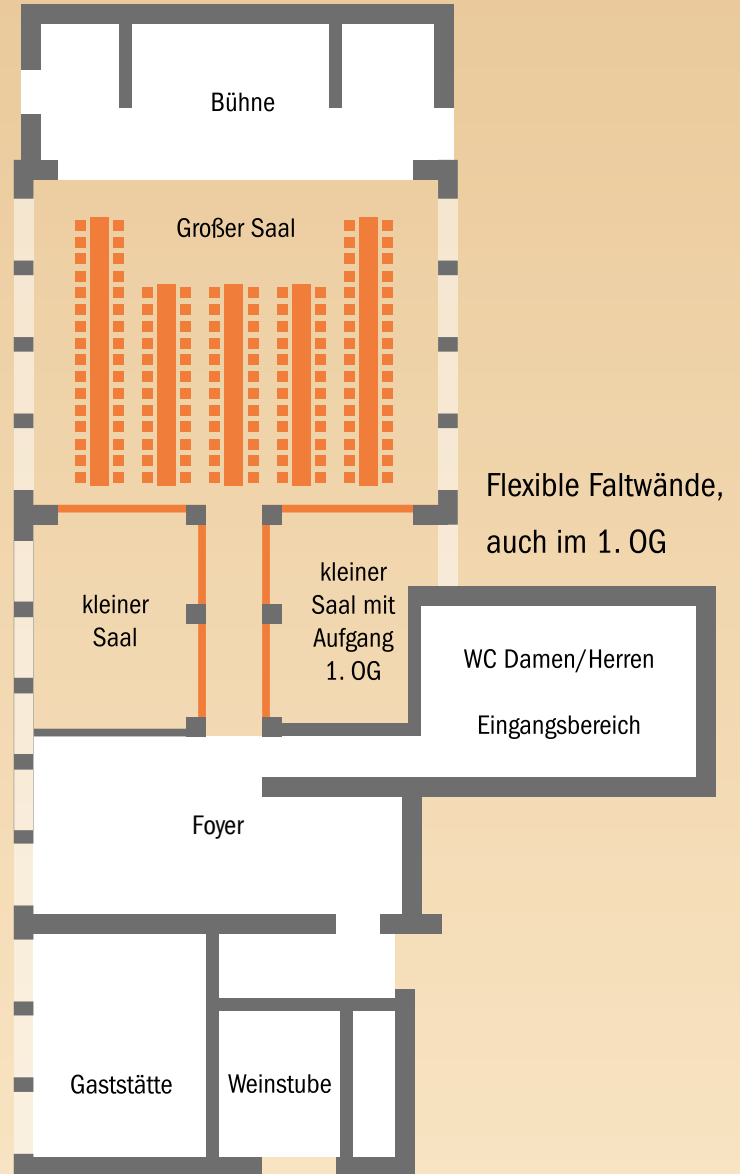 Bühne
Großer Saal
Flexible Faltwände,
auch im 1. OG
kleiner
Saal
kleiner
Saal mit
Aufgang
1. OG
WC Damen/Herren
Eingangsbereich
Foyer
Gaststätte
Weinstube